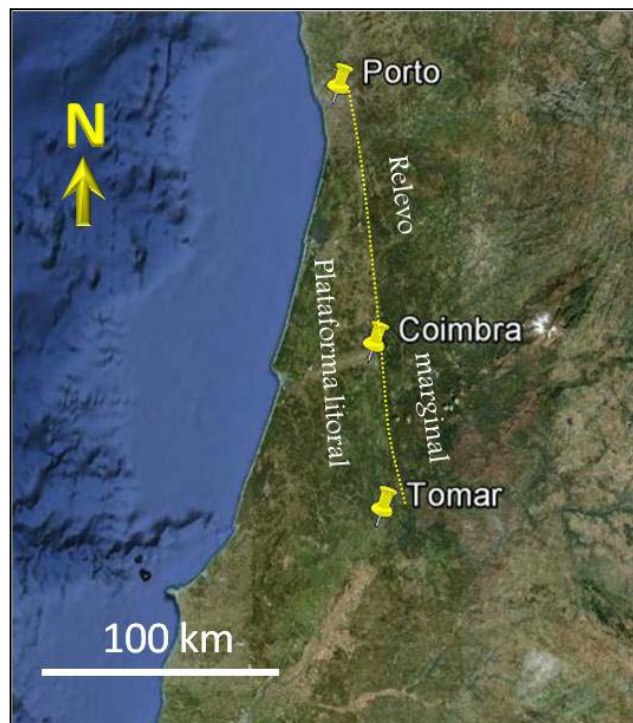 Porto
N
Relevo
Plataforma litoral
Coimbra
marginal
Tomar
100 km